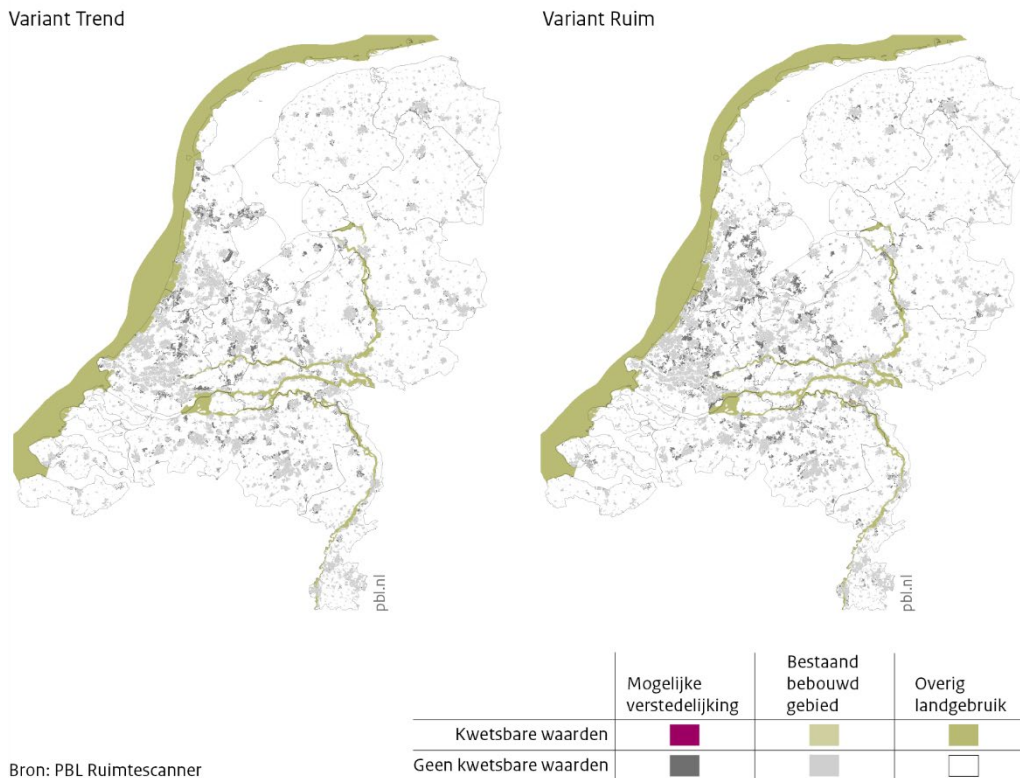 Variant Trend
Variant Ruim
pbl.nl
pbl.nl
Mogelijke
verstedelijking
Bestaand
bebouwd
gebied
Overig
landgebruik
Kwetsbare waarden
Geen kwetsbare waarden
Bron: PBL Ruimtescanner